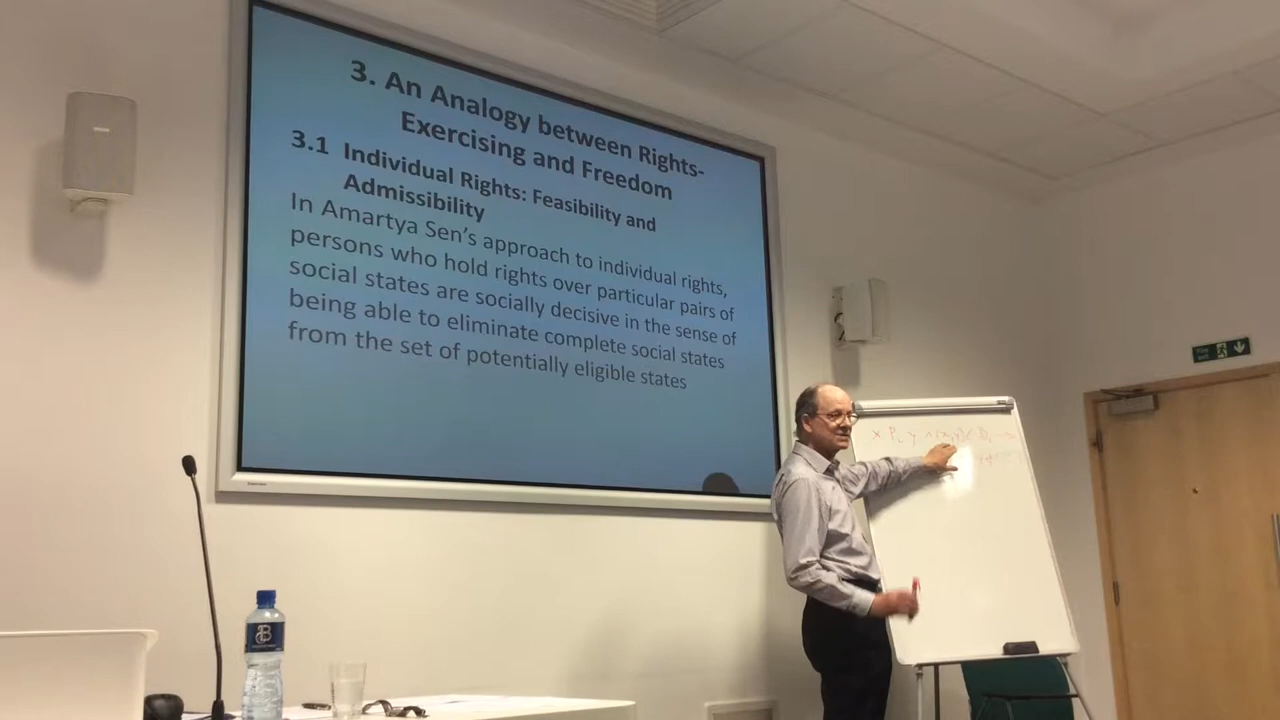 3. An Analogy between Rights-
Exercising and Freedom
3.1 Individual Rights: Feasibility and
Admissibility
In Amartya Sen's approach to individual rights,
persons who hold rights over particular pairs of
social states are socially decisive in the sense of
being able to eliminate complete social states
from the set of potentially eligible states